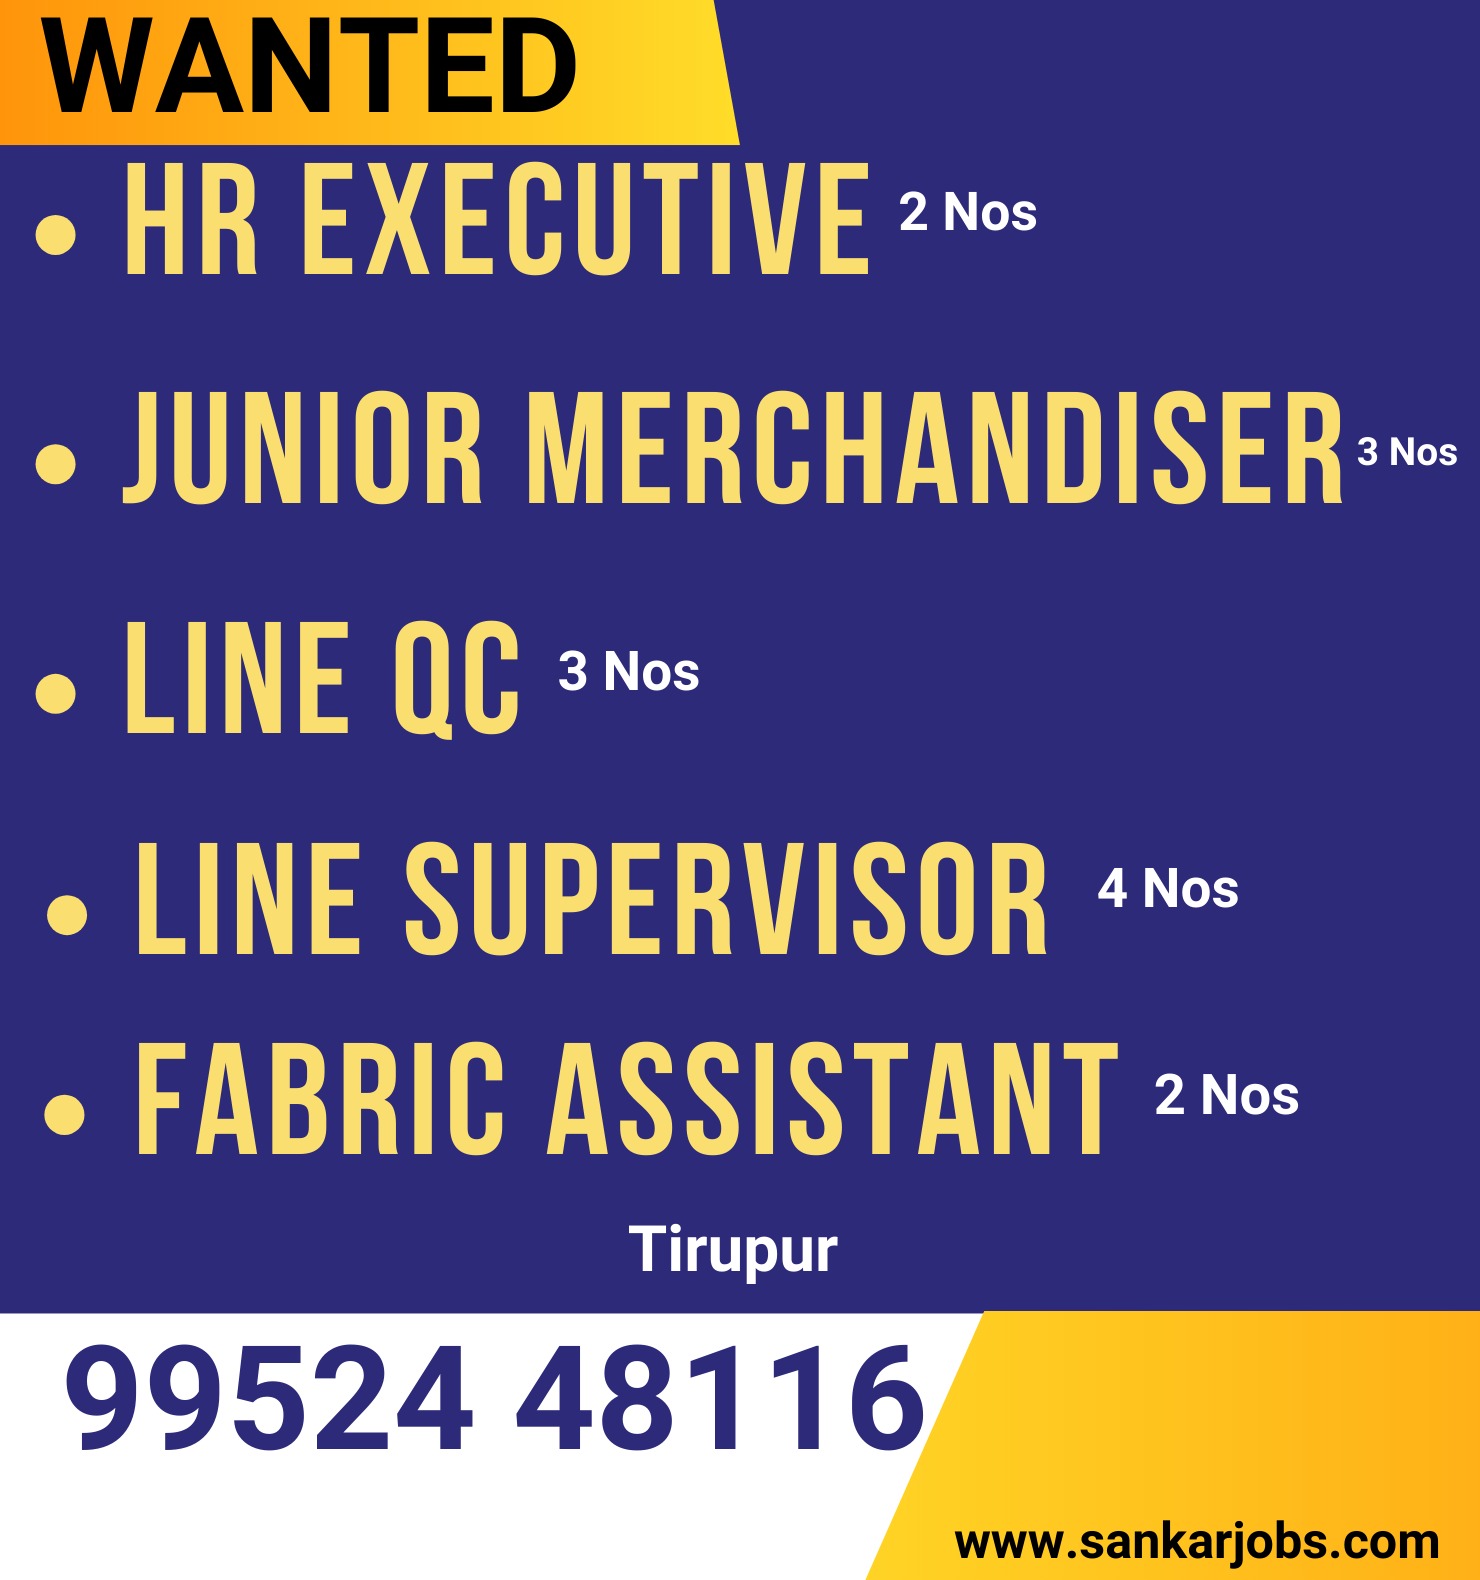 WANTED
• HR EXECUTIVE 2 Nos
• JUNIOR MERCHANDISER 3 Nos
• LINE QC 3 Nos
• LINE SUPERVISOR 4 Nos
• FABRIC ASSISTANT 2 Nos
Tirupur
99524 48116
www.sankarjobs.com